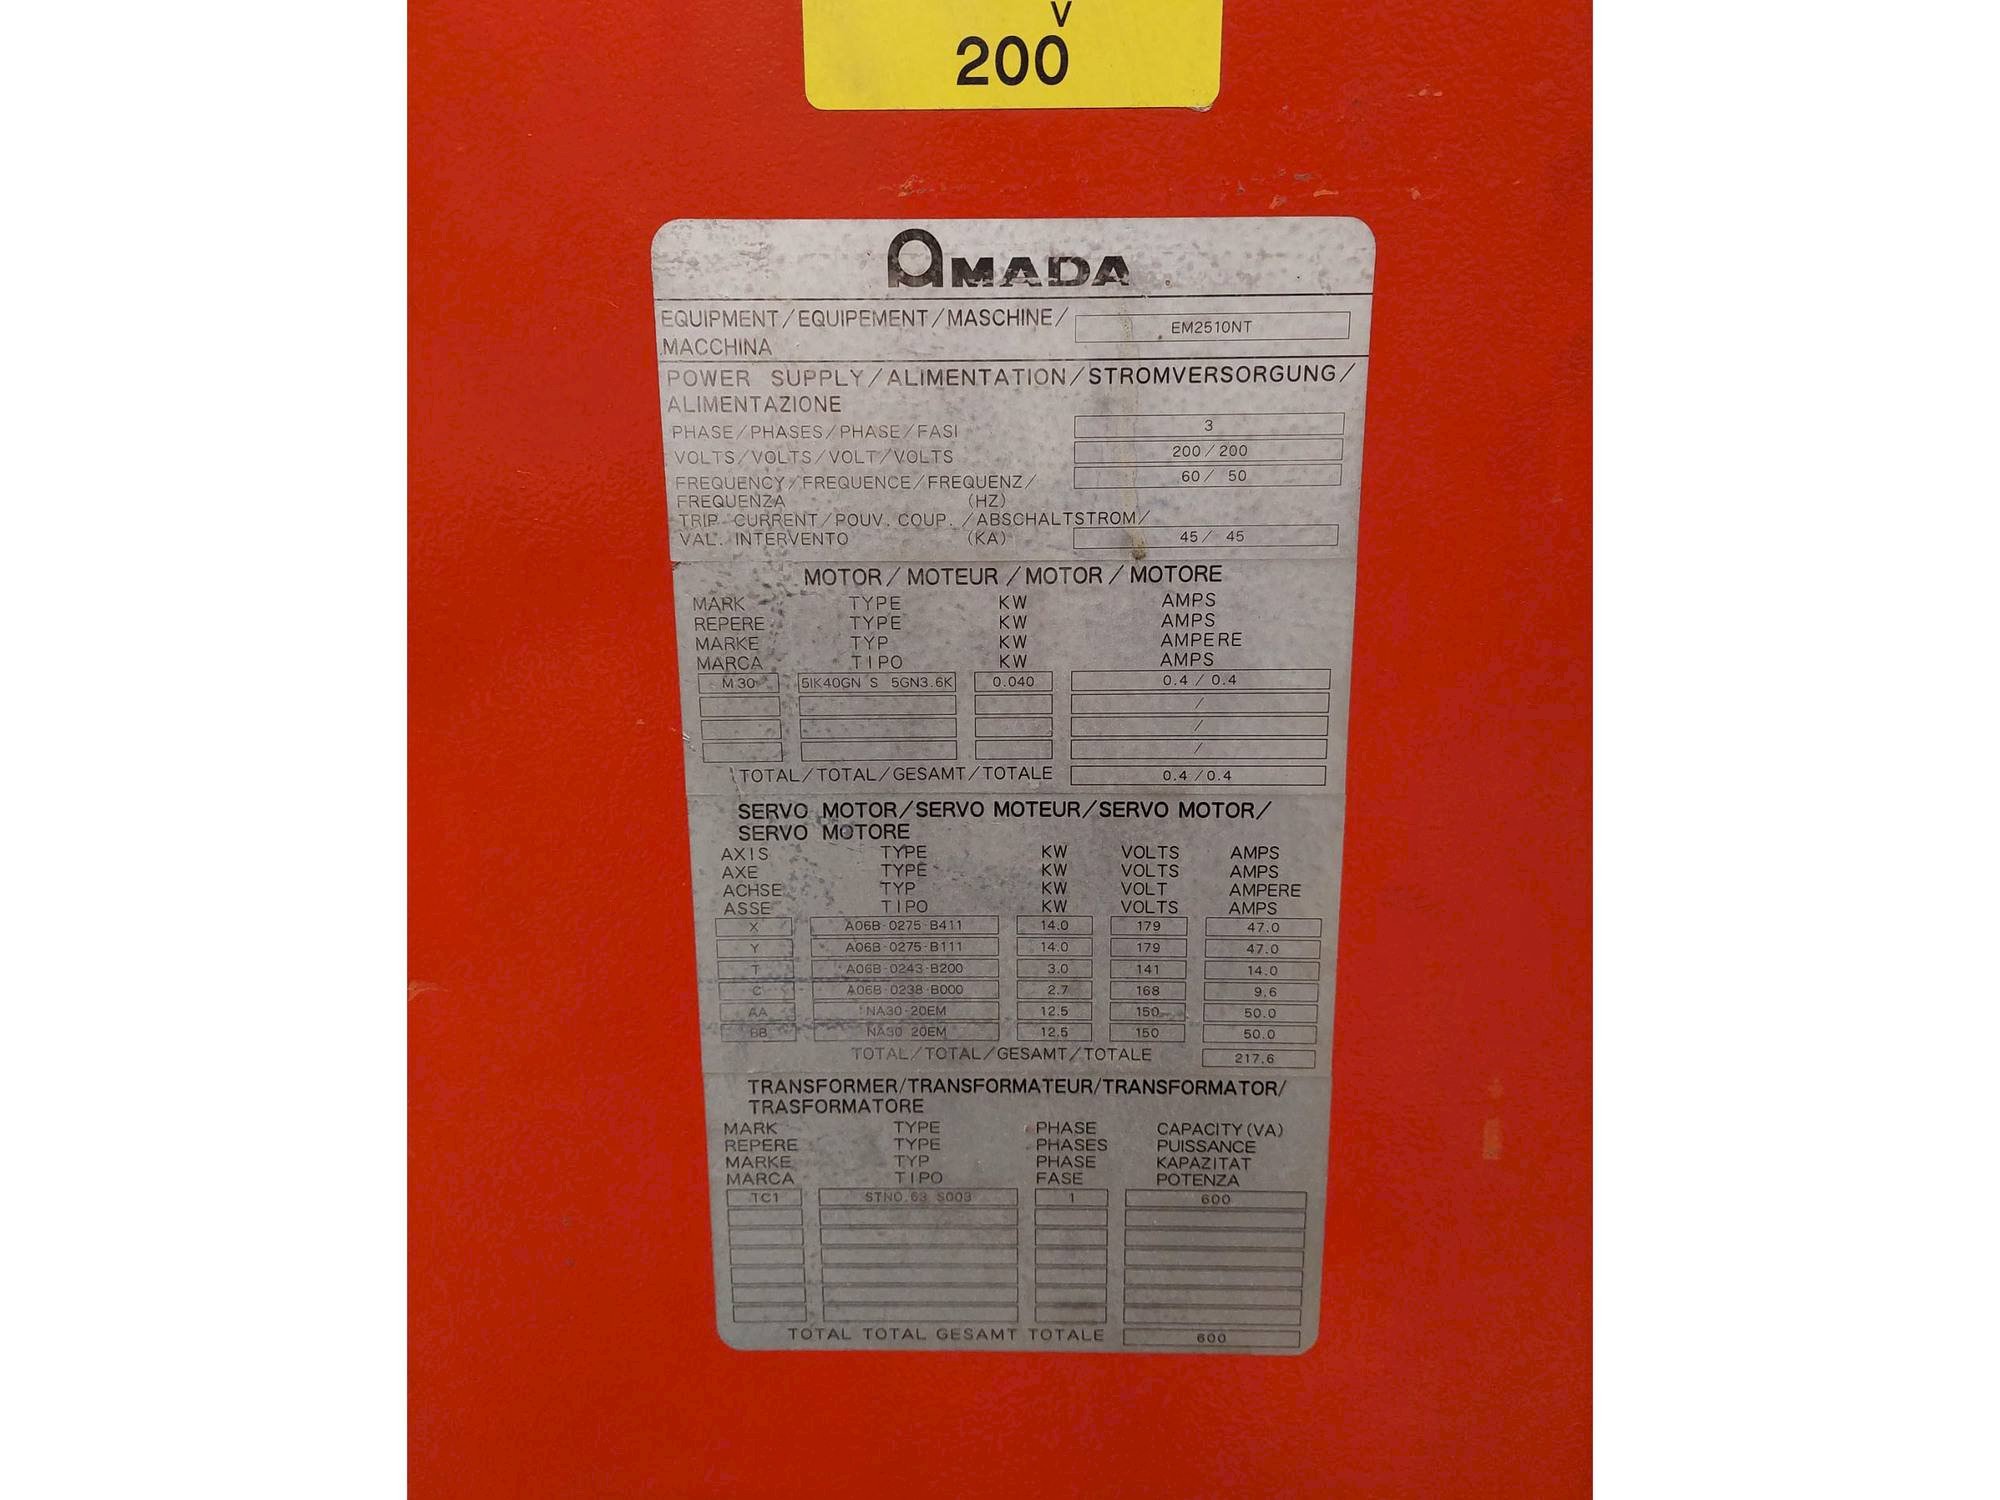 V
200
AMADA
EQUIPMENT/EQUIPEMENT/MASCHINE/ EM2510NT
MACCHINA
POWER SUPPLY/ALIMENTATION/STROMVERSORGUNG/
ALIMENTAZIONE
PHASE/PHASES/PHASE/FASI 3
VOLTS/VOLTS/VOLT/VOLTS 200/200
FREQUENCY/FREQUENCE/FREQUENZ/ 60/ 50
FREQUENZA (HZ)
TRIP CURRENT/POUV. COUP. /ABSCHALTSTROM/
VAL. INTERVENTO (KA) 45/ 45
MOTOR/MOTEUR/MOTOR/MOTORE
MARK TYPE KW AMPS
REPERE TYPE KW AMPS
MARKE TYP KW AMPERE
MARCA TIPO KW AMPS
M30 5IK40GN S 5GN3.6K 0.040 0.4 / 0.4
/
/
/
TOTAL/TOTAL/GESAMT/TOTALE 0.4 /0.4
SERVO MOTOR/SERVO MOTEUR/SERVO MOTOR/
SERVO MOTORE
AXIS TYPE KW VOLTS AMPS
AXE TYPE KW VOLTS AMPS
ACHSE TYP KW VOLT AMPERE
ASSE TIPO KW VOLTS AMPS
X A06B-0275-B411 14.0 179 47.0
Y A06B-0275-B111 14.0 179 47.0
T A06B-0243-B200 3.0 141 14.0
C A06B-0238-B000 2.7 168 9.6
AA NA30-20EM 12.5 150 50.0
BB NA30 20EM 12.5 150 50.0
TOTAL/TOTAL/GESAMT/TOTALE 217.6
TRANSFORMER/TRANSFORMATEUR/TRANSFORMATOR/
TRASFORMATORE
MARK TYPE PHASE CAPACITY(VA)
REPERE TYPE PHASES PUISSANCE
MARKE TYP PHASE KAPAZITAT
MARCA TIPO FASE POTENZA
TC1 STNO.63 S003 1 600
TOTAL TOTAL GESAMT TOTALE 600